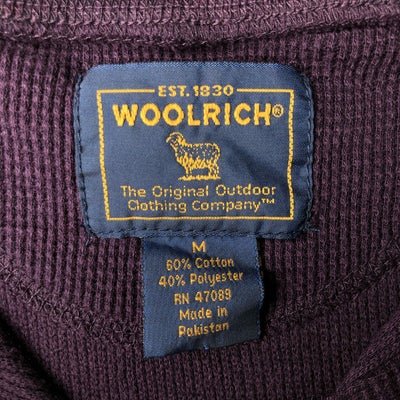 EST. 1830
WOOLRICH®
The Original Outdoor
Clothing Company™
M
60% Cotton
40% Polyester
RN 47089
Made in
Pakistan